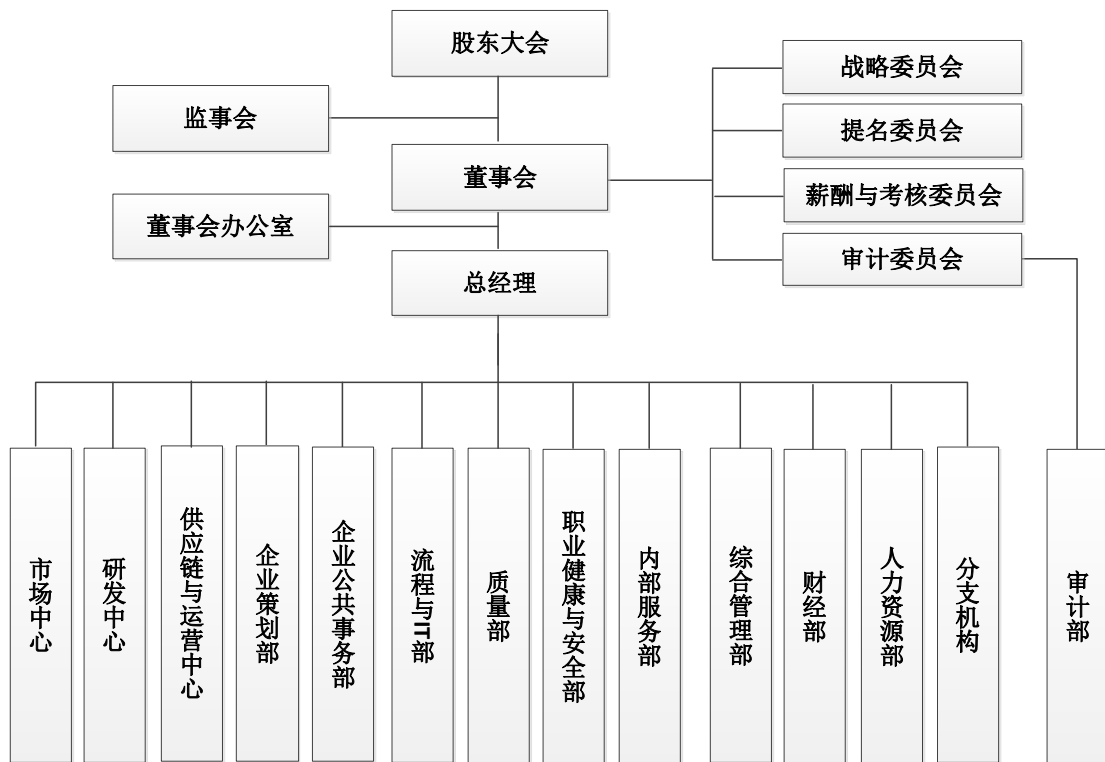 股东大会
战略委员会
监事会
提名委员会
董事会
薪酬与考核委员会
董事会办公室
审计委员会
总经理
市场中心
研发中心
供应链与运营中心
企业策划部
企业公共事务部
流程与IT部
质量部
职业健康与安全部
内部服务部
综合管理部
财经部
人力资源部
分支机构
审计部